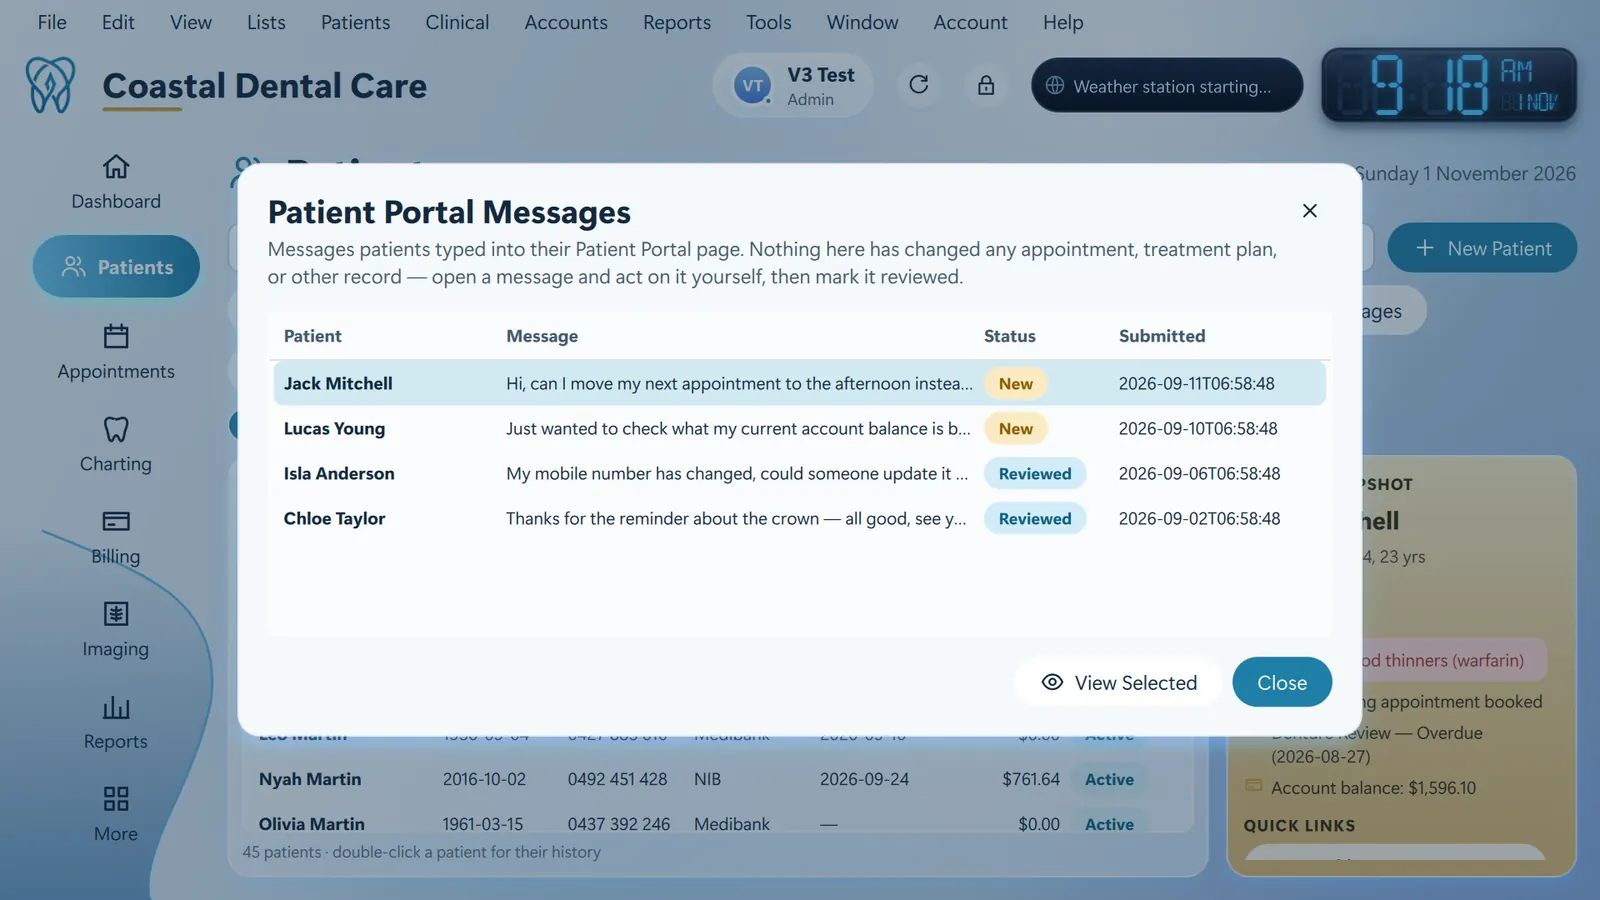 File Edit View Lists Patients Clinical Accounts Reports Tools Window Account Help
Coastal Dental Care
VT
V3 Test
Admin
Weather station starting...
9 18 AM
1 NOV
Dashboard
Patients
Appointments
Charting
Billing
Imaging
Reports
More
Sunday 1 November 2026
New Patient
ages
Patient Portal Messages
Messages patients typed into their Patient Portal page. Nothing here has changed any appointment, treatment plan,
or other record — open a message and act on it yourself, then mark it reviewed.
Patient Message Status Submitted
Jack Mitchell Hi, can I move my next appointment to the afternoon instea... New 2026-09-11T06:58:48
Lucas Young Just wanted to check what my current account balance is b... New 2026-09-10T06:58:48
Isla Anderson My mobile number has changed, could someone update it ... Reviewed 2026-09-06T06:58:48
Chloe Taylor Thanks for the reminder about the crown — all good, see y... Reviewed 2026-09-02T06:58:48
View Selected
Close
Nyah Martin 2016-10-02 0492 451 428 NIB 2026-09-24 $761.64 Active
Olivia Martin 1961-03-15 0437 392 246 Medibank — $0.00 Active
45 patients · double-click a patient for their history
PSHOT
hell
4, 23 yrs
od thinners (warfarin)
ng appointment booked
Denture Review — Overdue
(2026-08-27)
Account balance: $1,596.10
QUICK LINKS